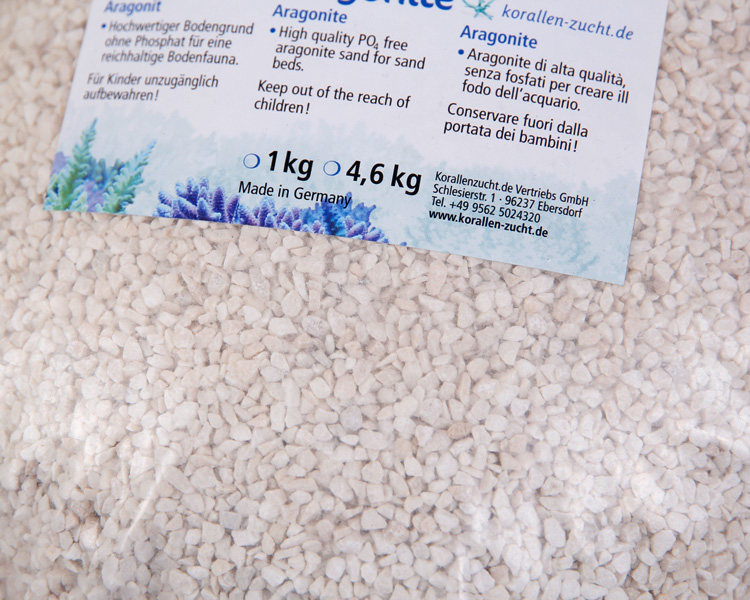 korallen-zucht.de
Aragonit
• Hochwertiger Bodengrund
ohne Phosphat für eine
reichhaltige Bodenfauna.
Für Kinder unzugänglich
aufbewahren!
Aragonite
• High quality PO₄ free
aragonite sand for sand
beds.
Keep out of the reach of
children!
Aragonite
• Aragonite di alta qualità,
senza fosfati per creare ill
fodo dell'acquario.
Conservare fuori dalla
portata dei bambini!
1 kg 4,6 kg
Made in Germany
Korallenzucht.de Vertriebs GmbH
Schlesierstr. 1 · 96237 Ebersdorf
Tel. +49 9562 5024320
www.korallen-zucht.de